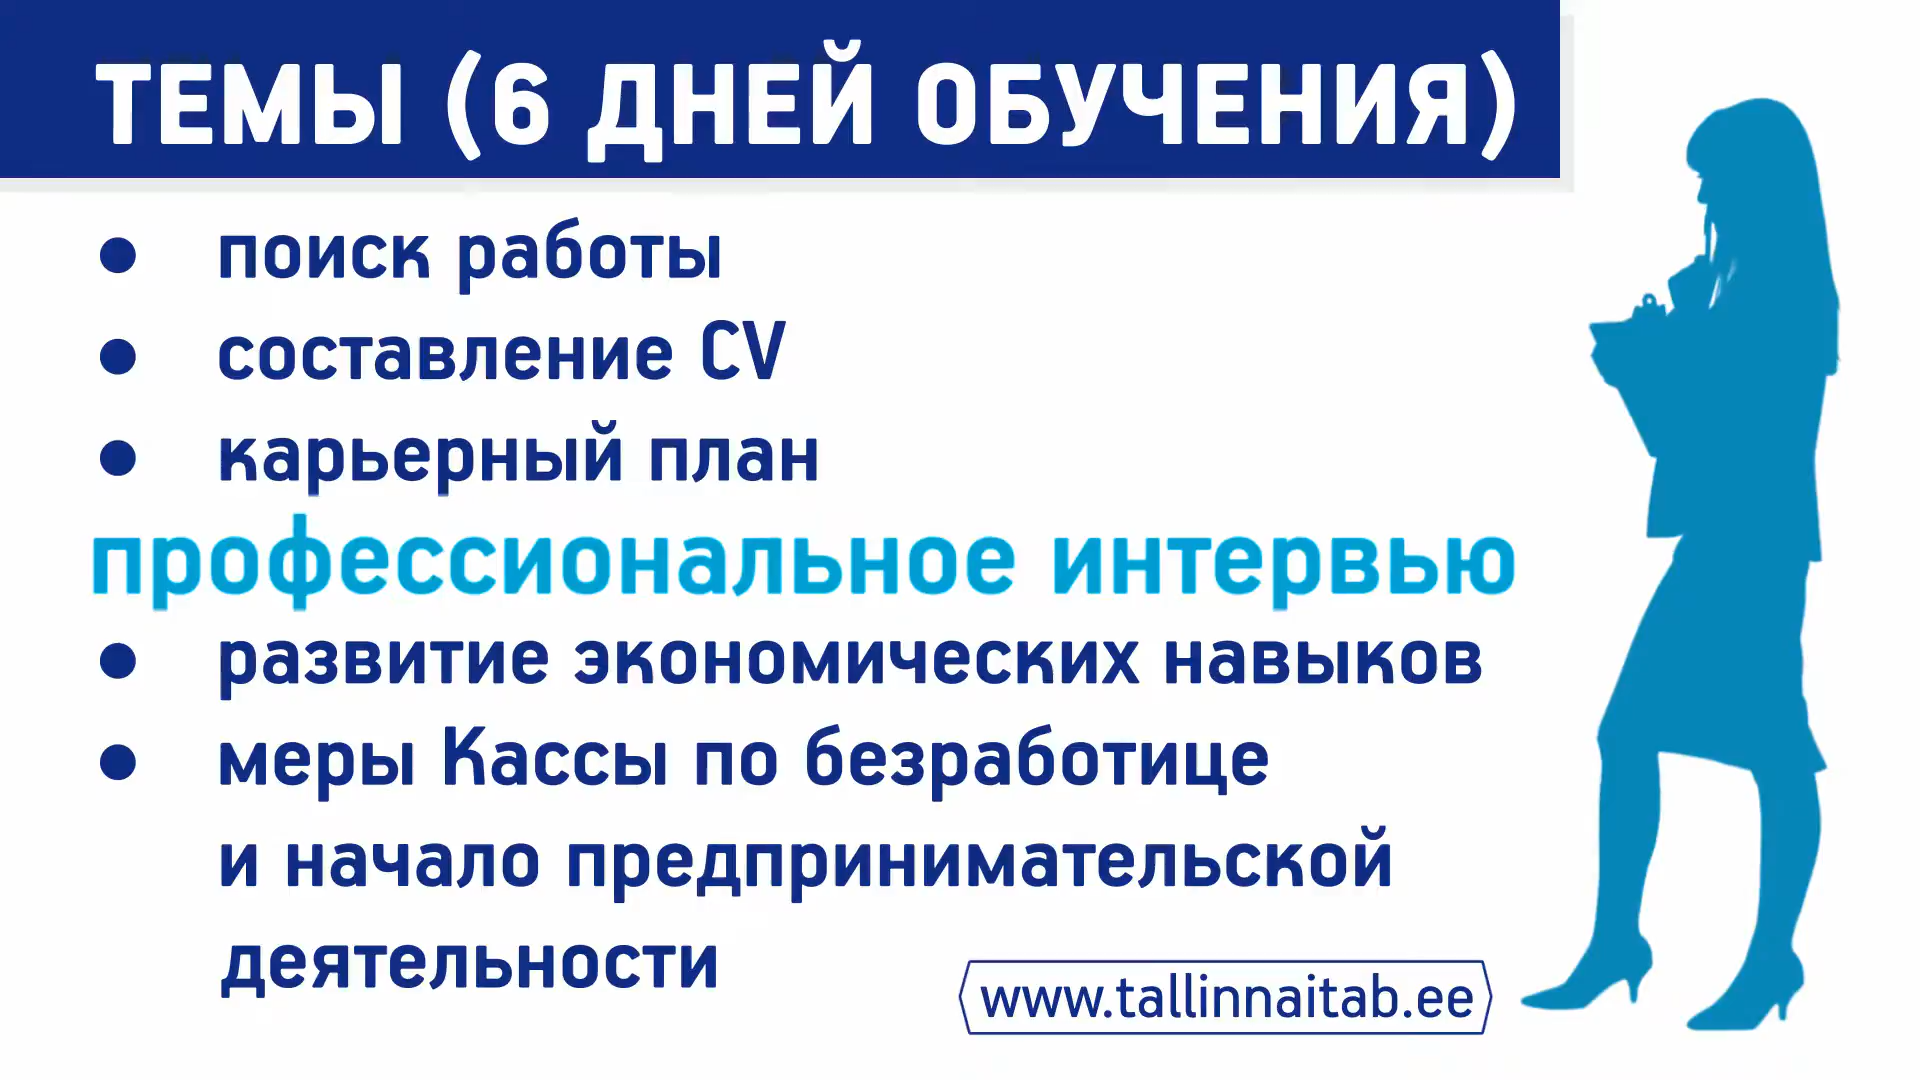 ТЕМЫ (6 ДНЕЙ ОБУЧЕНИЯ)
● поиск работы
● составление CV
● карьерный план
профессиональное интервью
● развитие экономических навыков
● меры Кассы по безработице
и начало предпринимательской
деятельности
www.tallinnaitab.ee